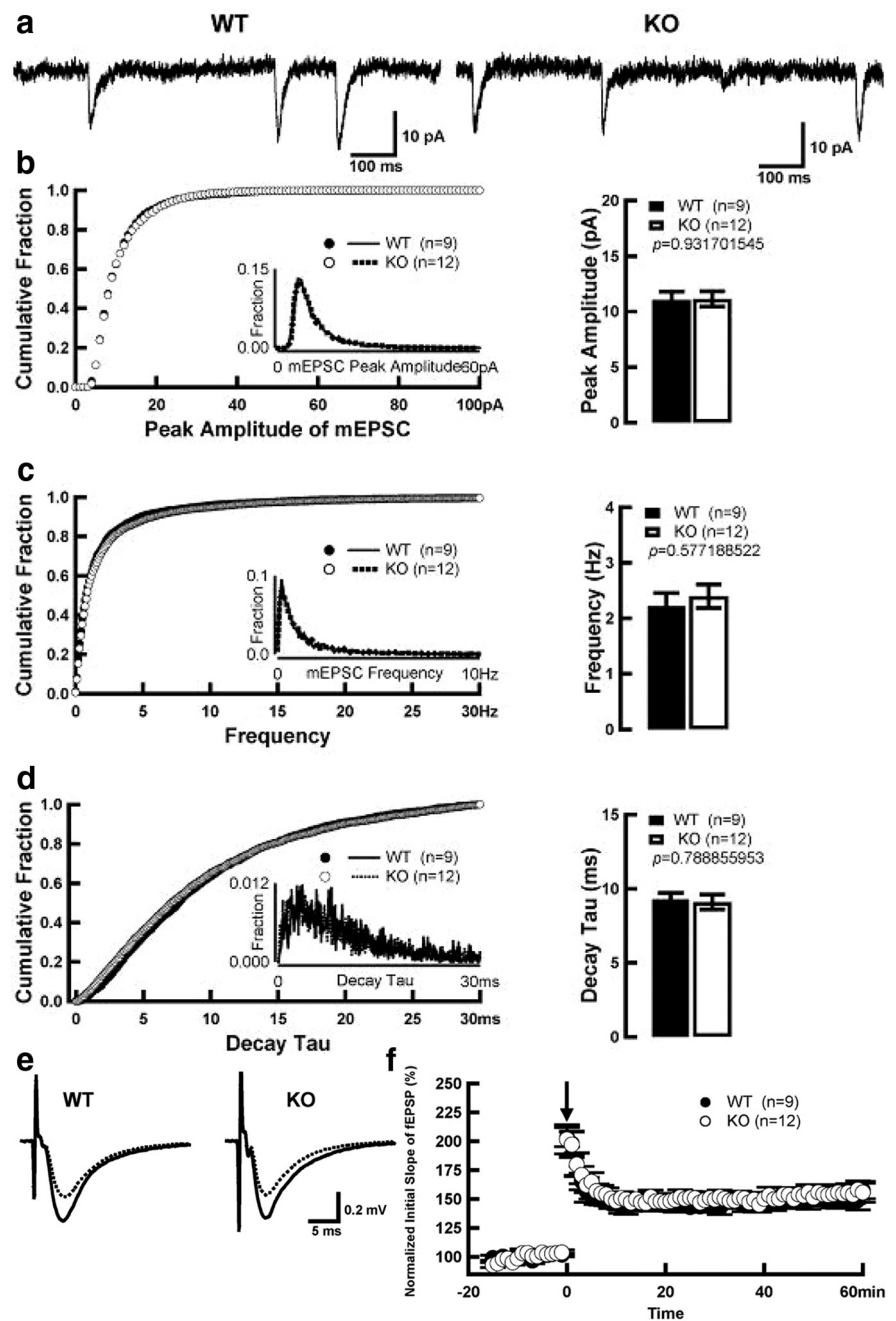 a
WT
KO
10 pA
100 ms
10 pA
100 ms
b
Cumulative Fraction
1.0
0.8
0.6
0.4
0.2
0.0
0
20
40
60
80
100pA
Peak Amplitude of mEPSC
WT (n=9)
KO (n=12)
Fraction
0.15
0.00
0 mEPSC Peak Amplitude 60pA
Peak Amplitude (pA)
20
15
10
5
0
WT (n=9)
KO (n=12)
p=0.931701545
c
Cumulative Fraction
1.0
0.8
0.6
0.4
0.2
0.0
0
5
10
15
20
25
30Hz
Frequency
WT (n=9)
KO (n=12)
Fraction
0.1
0.0
0 mEPSC Frequency 10Hz
Frequency (Hz)
4
3
2
1
0
WT (n=9)
KO (n=12)
p=0.577188522
d
Cumulative Fraction
1.0
0.8
0.6
0.4
0.2
0.0
0
5
10
15
20
25
30ms
Decay Tau
WT (n=9)
KO (n=12)
Fraction
0.012
0.000
0 Decay Tau 30ms
Decay Tau (ms)
15
10
5
0
WT (n=9)
KO (n=12)
p=0.788855953
e
WT
KO
0.2 mV
5 ms
f
Normalized Initial Slope of fEPSP (%)
250
225
200
175
150
125
100
-20
0
20
40
60min
Time
WT (n=9)
KO (n=12)